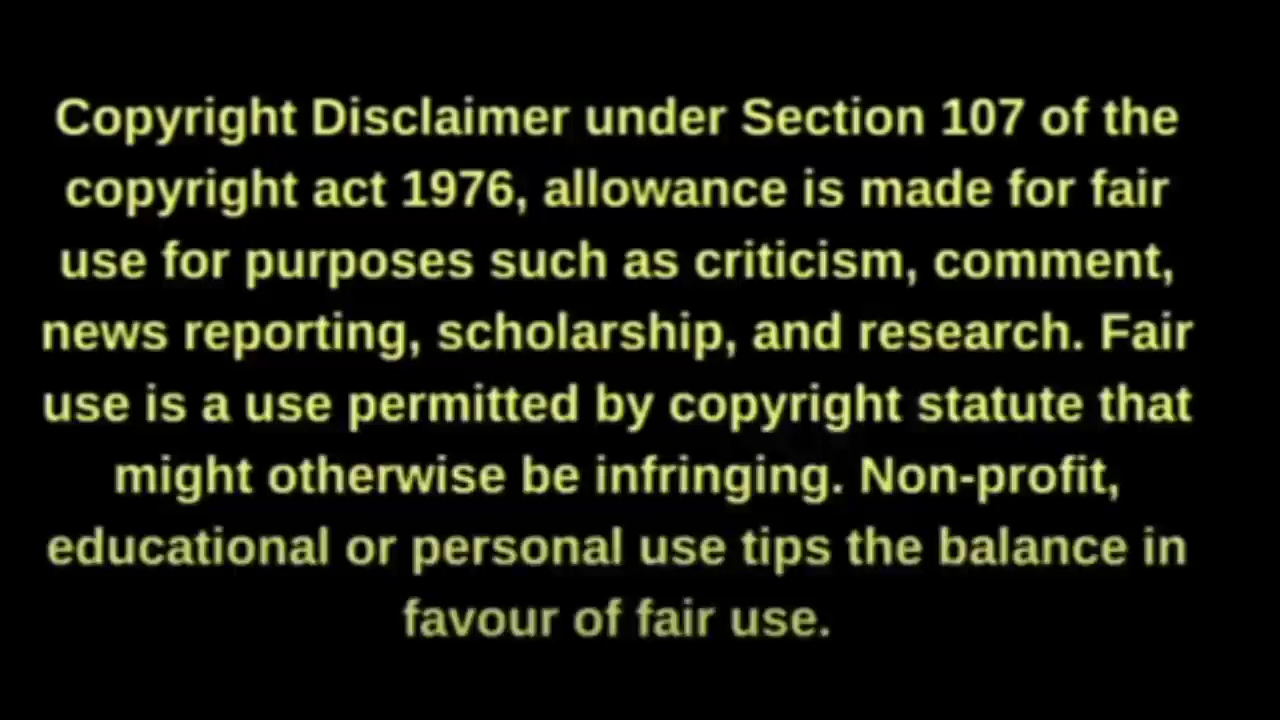 Copyright Disclaimer under Section 107 of the
copyright act 1976, allowance is made for fair
use for purposes such as criticism, comment,
news reporting, scholarship, and research. Fair
use is a use permitted by copyright statute that
might otherwise be infringing. Non-profit,
educational or personal use tips the balance in
favour of fair use.